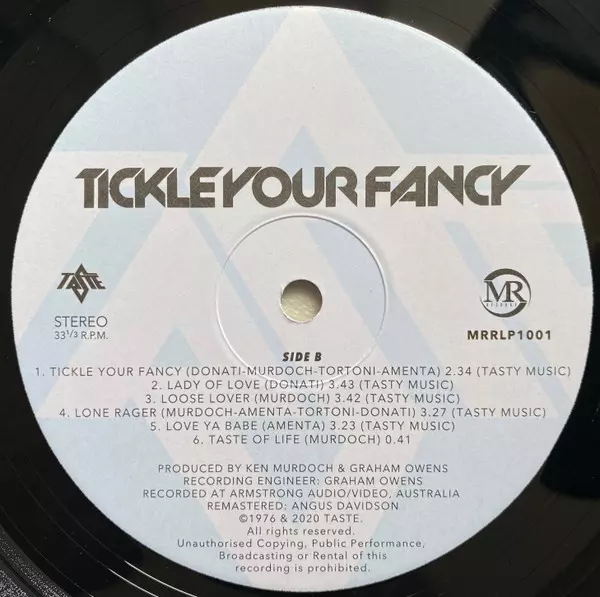 TICKLE YOUR FANCY
TASTE
MR
RECORDS
STEREO
33 1/3 R.P.M.
MRRLP1001
SIDE B
1. TICKLE YOUR FANCY (DONATI-MURDOCH-TORTONI-AMENTA) 2.34 (TASTY MUSIC)
2. LADY OF LOVE (DONATI) 3.43 (TASTY MUSIC)
3. LOOSE LOVER (MURDOCH) 3.42 (TASTY MUSIC)
4. LONE RAGER (MURDOCH-AMENTA-TORTONI-DONATI) 3.27 (TASTY MUSIC)
5. LOVE YA BABE (AMENTA) 3.23 (TASTY MUSIC)
6. TASTE OF LIFE (MURDOCH) 0.41
PRODUCED BY KEN MURDOCH & GRAHAM OWENS
RECORDING ENGINEER: GRAHAM OWENS
RECORDED AT ARMSTRONG AUDIO/VIDEO, AUSTRALIA
REMASTERED: ANGUS DAVIDSON
©1976 & 2020 TASTE.
All rights reserved.
Unauthorised Copying, Public Performance,
Broadcasting or Rental of this
recording is prohibited.